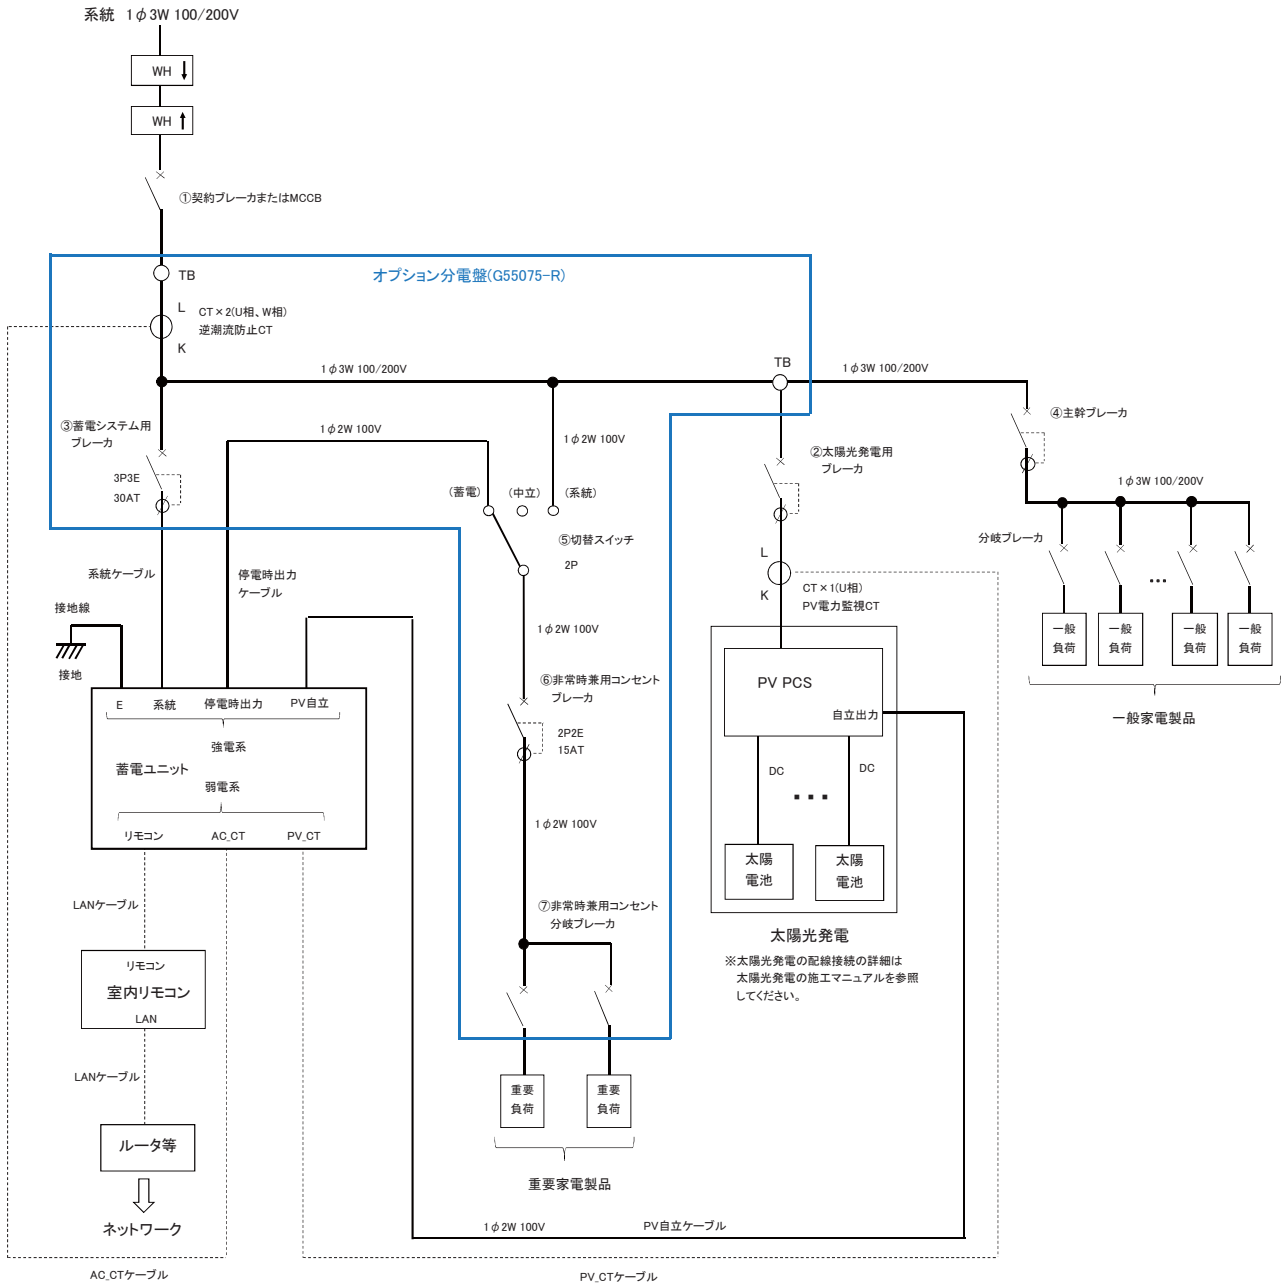 系統 1φ3W 100/200V
WH
WH
①契約ブレーカまたはMCCB
オプション分電盤(G55075-R)
TB
L
CT×2(U相、W相)
逆潮流防止CT
K
1φ3W 100/200V
TB
1φ3W 100/200V
③蓄電システム用
ブレーカ
3P3E
30AT
1φ2W 100V
1φ2W 100V
(蓄電)
(中立)
(系統)
⑤切替スイッチ
2P
②太陽光発電用
ブレーカ
④主幹ブレーカ
1φ3W 100/200V
分岐ブレーカ
…
一般
負荷
一般
負荷
一般
負荷
一般
負荷
一般家電製品
L
K
CT×1(U相)
PV電力監視CT
系統ケーブル
停電時出力
ケーブル
接地線
接地
1φ2W 100V
⑥非常時兼用コンセント
ブレーカ
2P2E
15AT
1φ2W 100V
⑦非常時兼用コンセント
分岐ブレーカ
E
系統
停電時出力
PV自立
強電系
蓄電ユニット
弱電系
リモコン
AC_CT
PV_CT
PV PCS
自立出力
DC
DC
…
太陽
電池
太陽
電池
太陽光発電
※太陽光発電の配線接続の詳細は
太陽光発電の施工マニュアルを参照
してください。
LANケーブル
リモコン
室内リモコン
LAN
LANケーブル
ルータ等
ネットワーク
重要
負荷
重要
負荷
重要家電製品
1φ2W 100V
PV自立ケーブル
AC_CTケーブル
PV_CTケーブル